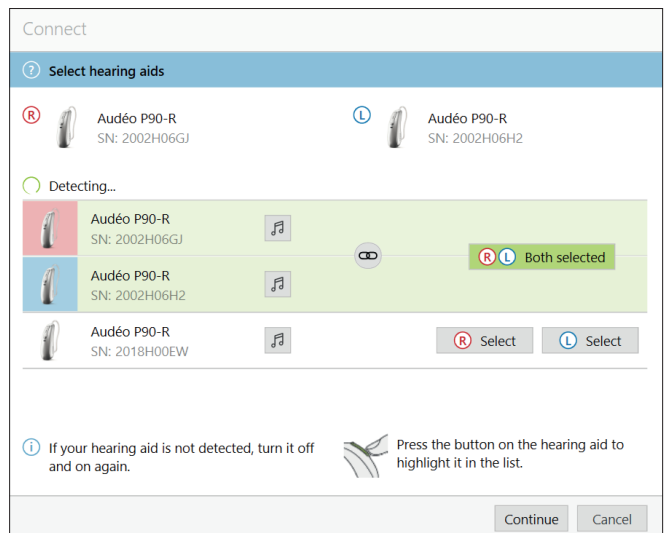 Connect
? Select hearing aids
R Audéo P90-R
SN: 2002H06GJ
L Audéo P90-R
SN: 2002H06H2
Detecting...
Audéo P90-R
SN: 2002H06GJ
Audéo P90-R
SN: 2002H06H2
R L Both selected
Audéo P90-R
SN: 2018H00EW
R Select L Select
i If your hearing aid is not detected, turn it off
and on again.
Press the button on the hearing aid to
highlight it in the list.
Continue Cancel